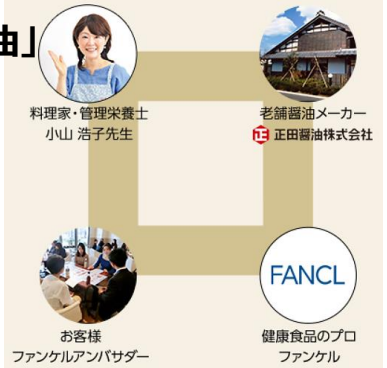 油」
料理家・管理栄養士
小山 浩子先生
老舗醤油メーカー
正 正田醤油株式会社
FANCL
お客様
ファンケルアンバサダー
健康食品のプロ
ファンケル